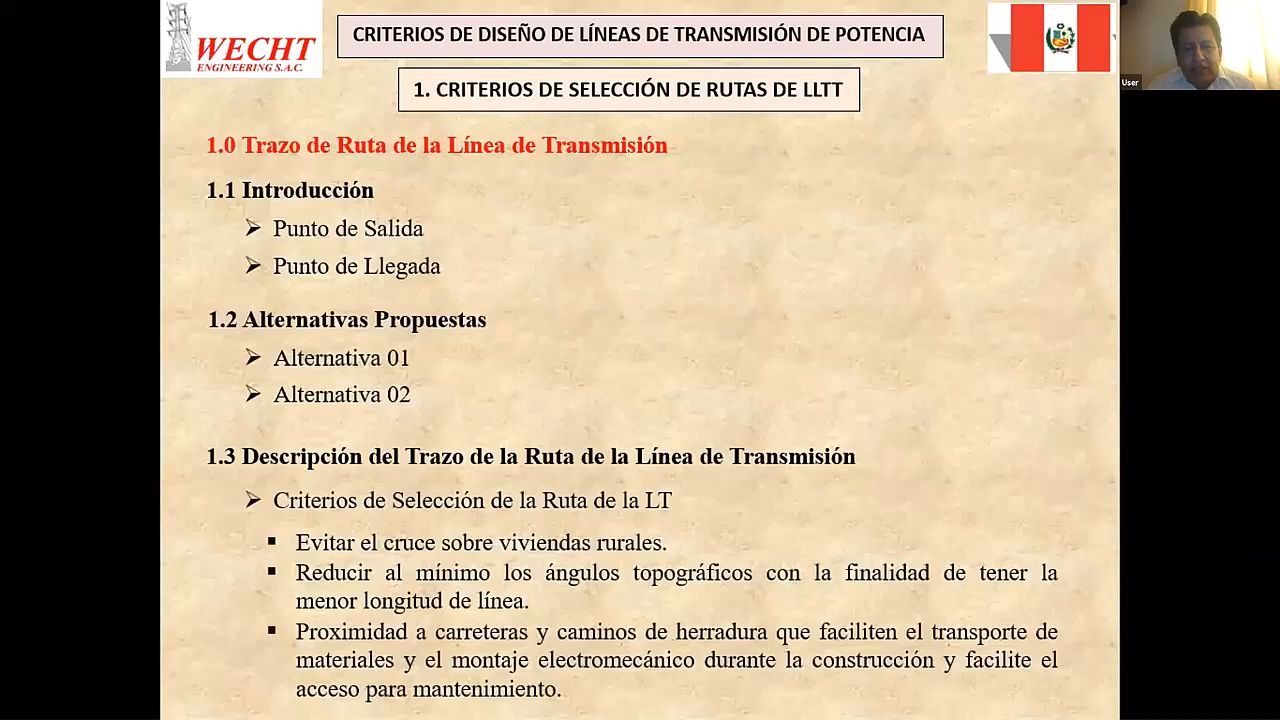 WECHT
ENGINEERING S.A.C.
CRITERIOS DE DISEÑO DE LÍNEAS DE TRANSMISIÓN DE POTENCIA
User
1. CRITERIOS DE SELECCIÓN DE RUTAS DE LLTT
1.0 Trazo de Ruta de la Línea de Transmisión
1.1 Introducción
➢ Punto de Salida
➢ Punto de Llegada
1.2 Alternativas Propuestas
➢ Alternativa 01
➢ Alternativa 02
1.3 Descripción del Trazo de la Ruta de la Línea de Transmisión
➢ Criterios de Selección de la Ruta de la LT
▪ Evitar el cruce sobre viviendas rurales.
▪ Reducir al mínimo los ángulos topográficos con la finalidad de tener la
menor longitud de línea.
▪ Proximidad a carreteras y caminos de herradura que faciliten el transporte de
materiales y el montaje electromecánico durante la construcción y facilite el
acceso para mantenimiento.